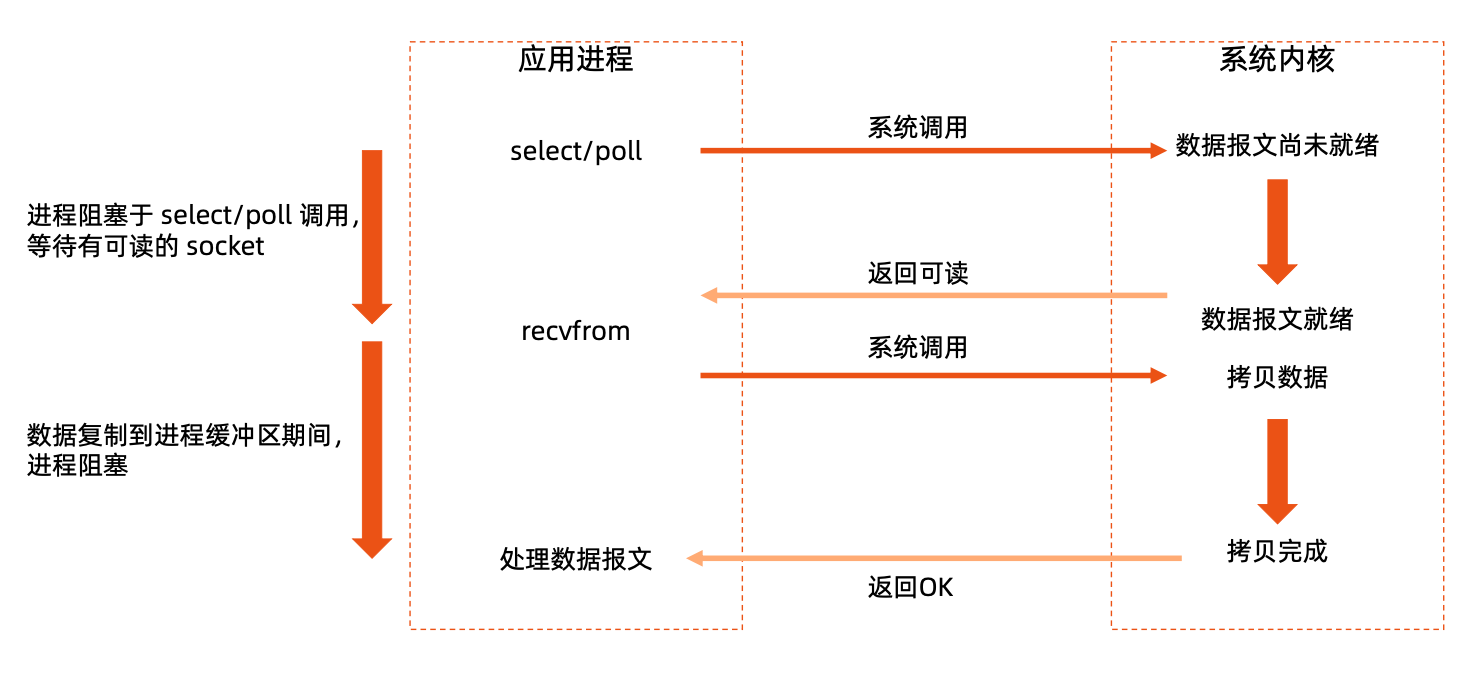 应用进程
系统内核
系统调用
select/poll
数据报文尚未就绪
进程阻塞于 select/poll 调用，
等待有可读的 socket
返回可读
数据报文就绪
recvfrom
系统调用
拷贝数据
数据复制到进程缓冲区期间，
进程阻塞
处理数据报文
拷贝完成
返回OK